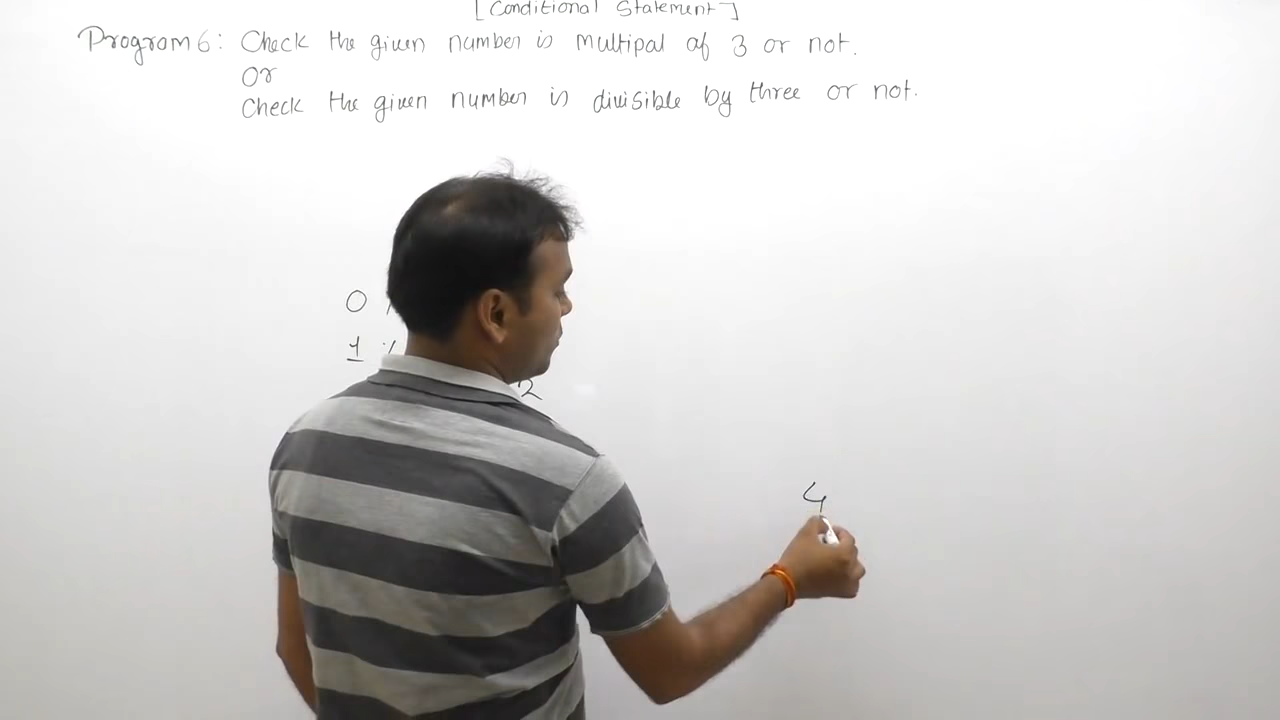 [Conditional Statement]
Program 6: Check the given number is multipal of 3 or not.
Or
Check the given number is divisible by three or not.
0
1 %
2
4